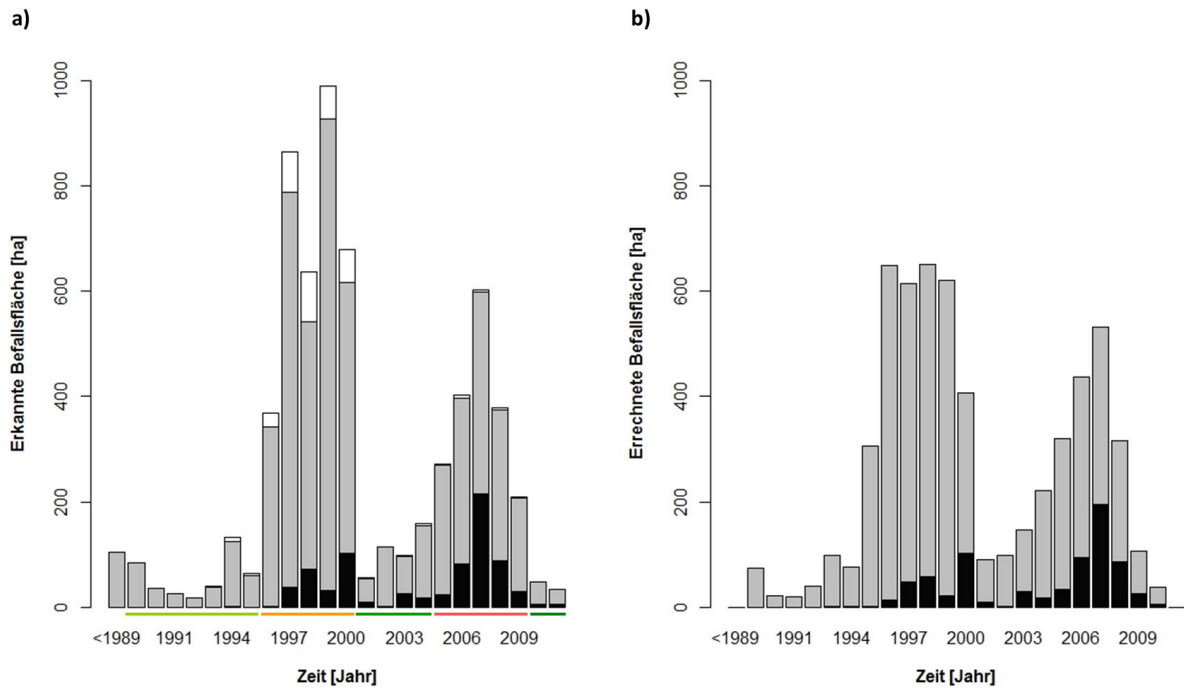 a)
Erkannte Befallsfläche [ha]
1000
800
600
400
200
0
<1989 1991 1994 1997 2000 2003 2006 2009
Zeit [Jahr]
b)
Errechnete Befallsfläche [ha]
1000
800
600
400
200
0
<1989 1991 1994 1997 2000 2003 2006 2009
Zeit [Jahr]